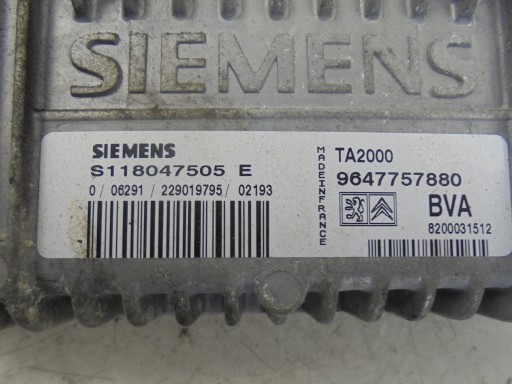 SIEMENS
SIEMENS
S118047505 E
0 / 06291 / 229019795 / 02193
MADEINFRANCE
TA2000
9647757880
BVA
8200031512